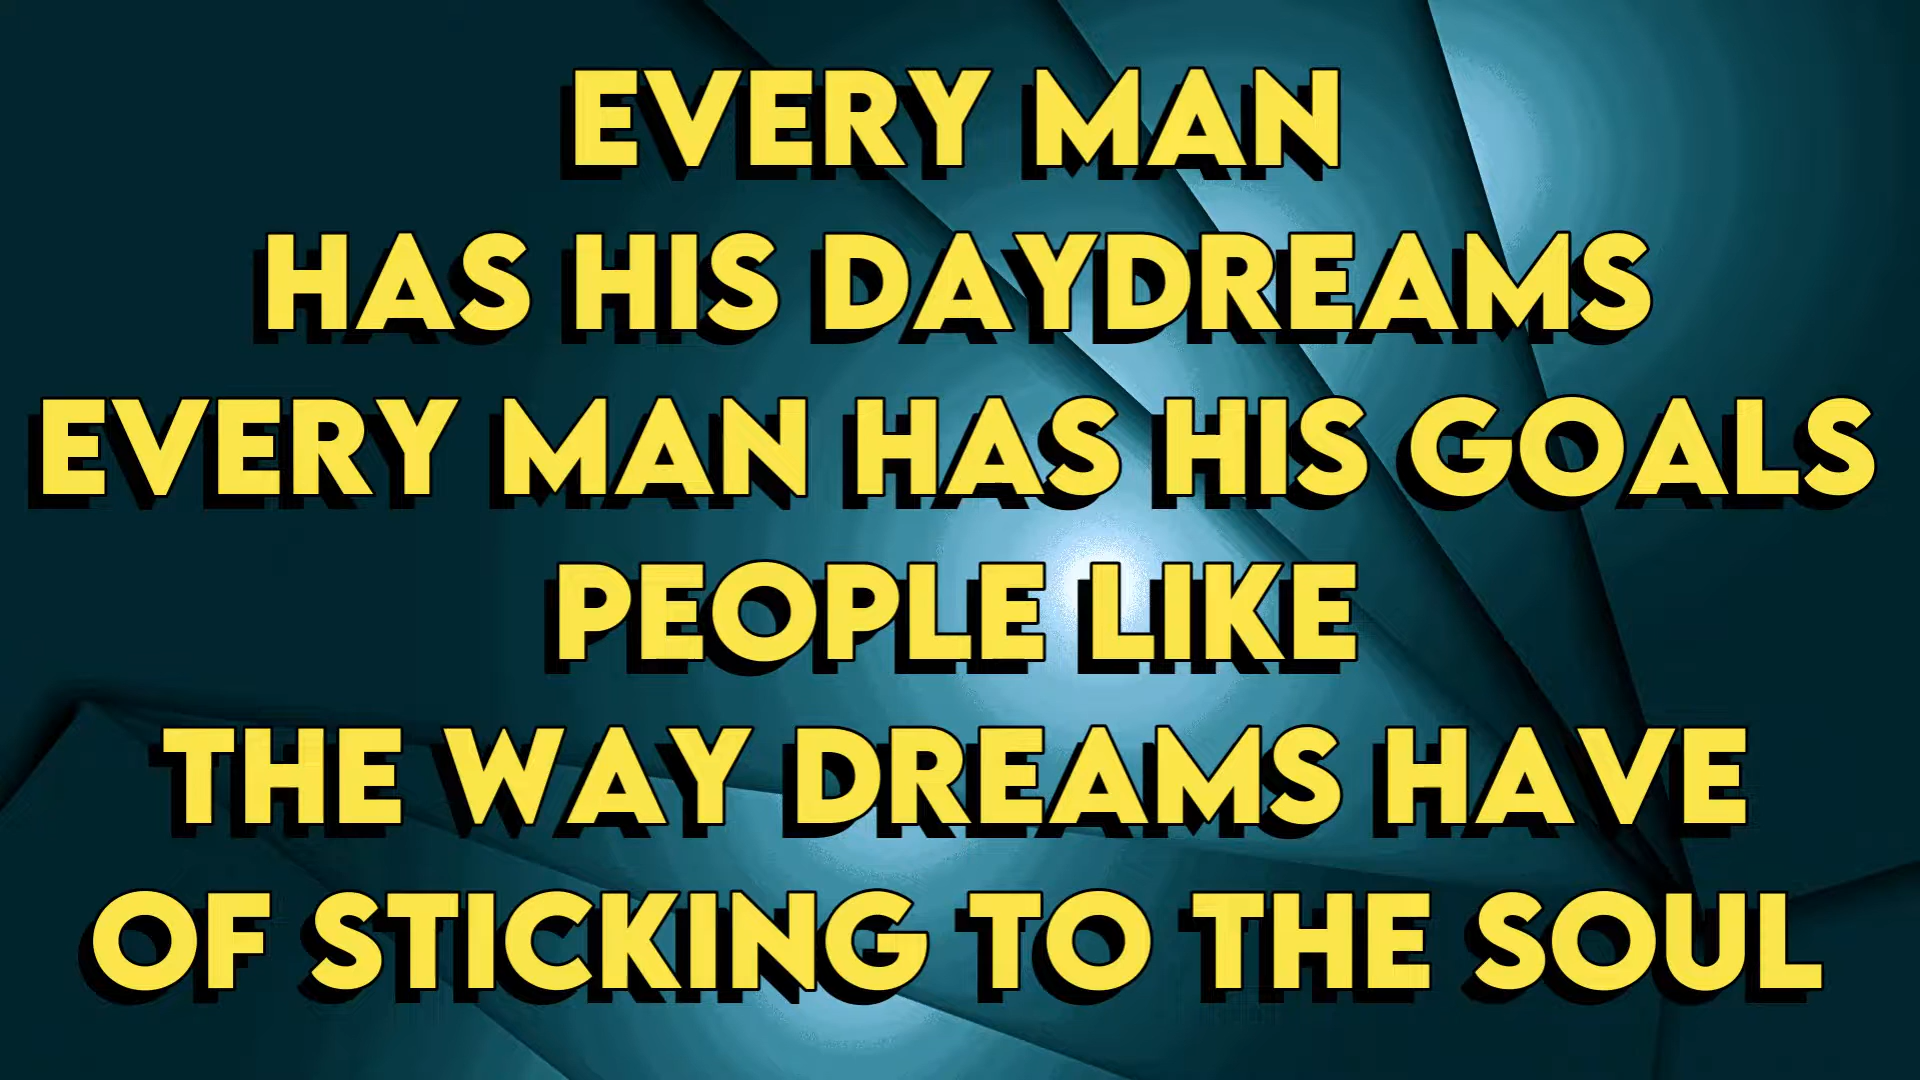 EVERY MAN
HAS HIS DAYDREAMS
EVERY MAN HAS HIS GOALS
PEOPLE LIKE
THE WAY DREAMS HAVE
OF STICKING TO THE SOUL